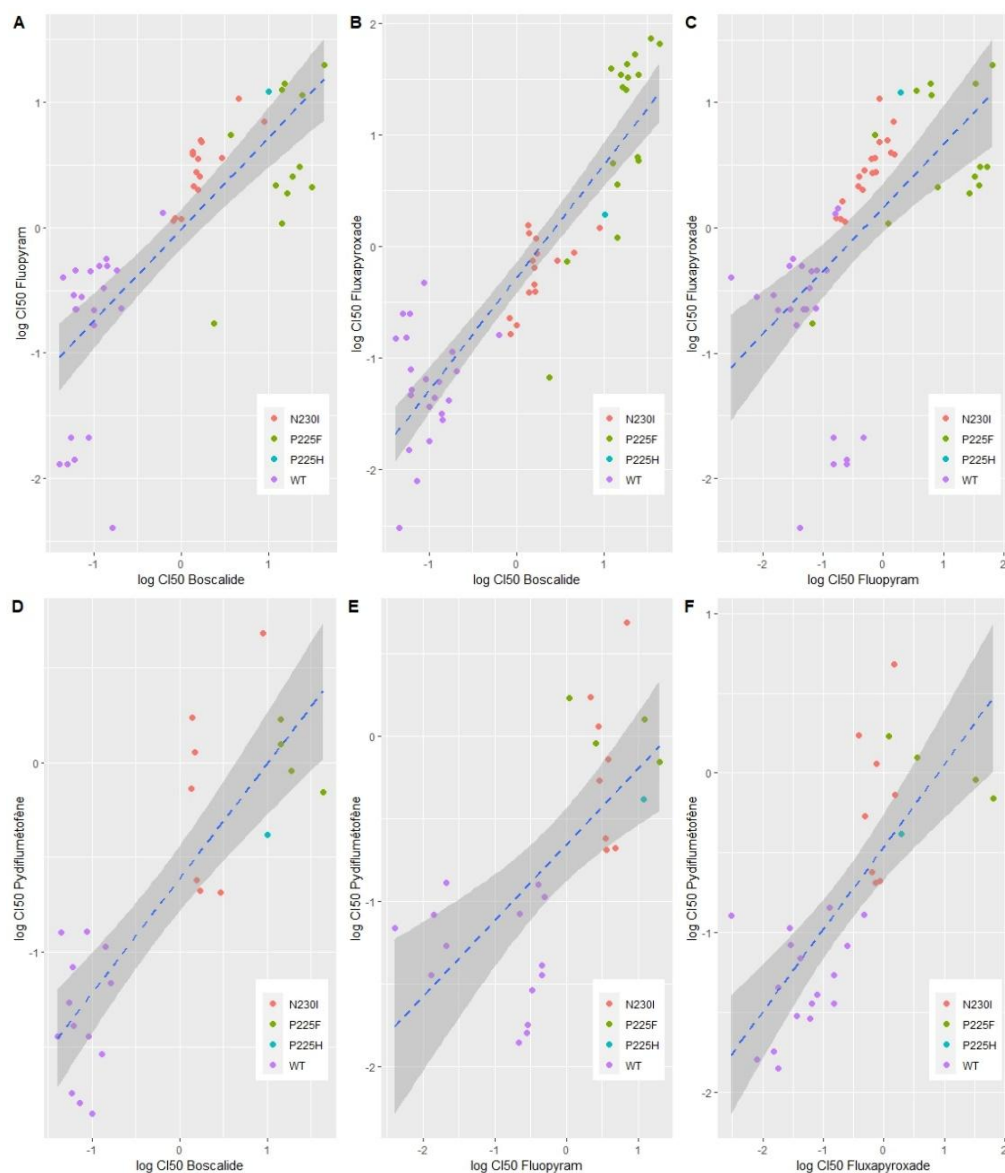 A
log CI50 Fluopyram
1
0
-1
-2
N230I
P225F
P225H
WT
-1
0
1
log CI50 Boscalide
B
log CI50 Fluxapyroxade
2
1
0
-1
-2
N230I
P225F
P225H
WT
-1
0
1
log CI50 Boscalide
C
log CI50 Fluxapyroxade
2
1
0
-1
-2
N230I
P225F
P225H
WT
-2
-1
0
1
2
log CI50 Fluopyram
D
log CI50 Pydiflumétofène
0
-1
N230I
P225F
P225H
WT
-1
0
1
log CI50 Boscalide
E
log CI50 Pydiflumétofène
0
-1
-2
N230I
P225F
P225H
WT
-2
-1
0
1
log CI50 Fluopyram
F
log CI50 Pydiflumétofène
1
0
-1
-2
N230I
P225F
P225H
WT
-2
-1
0
1
2
log CI50 Fluxapyroxade